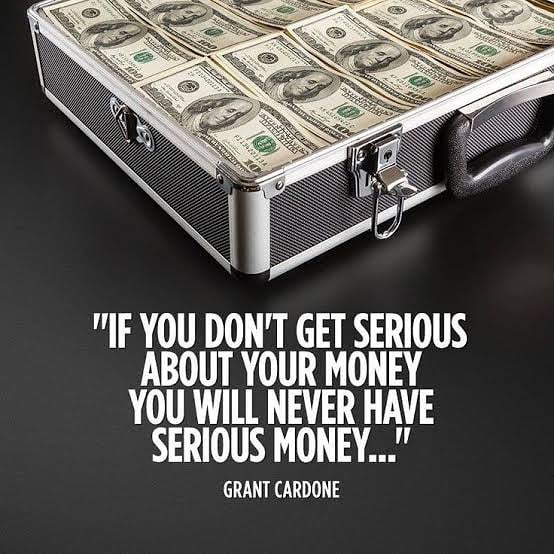 "IF YOU DON'T GET SERIOUS
ABOUT YOUR MONEY
YOU WILL NEVER HAVE
SERIOUS MONEY..."
GRANT CARDONE